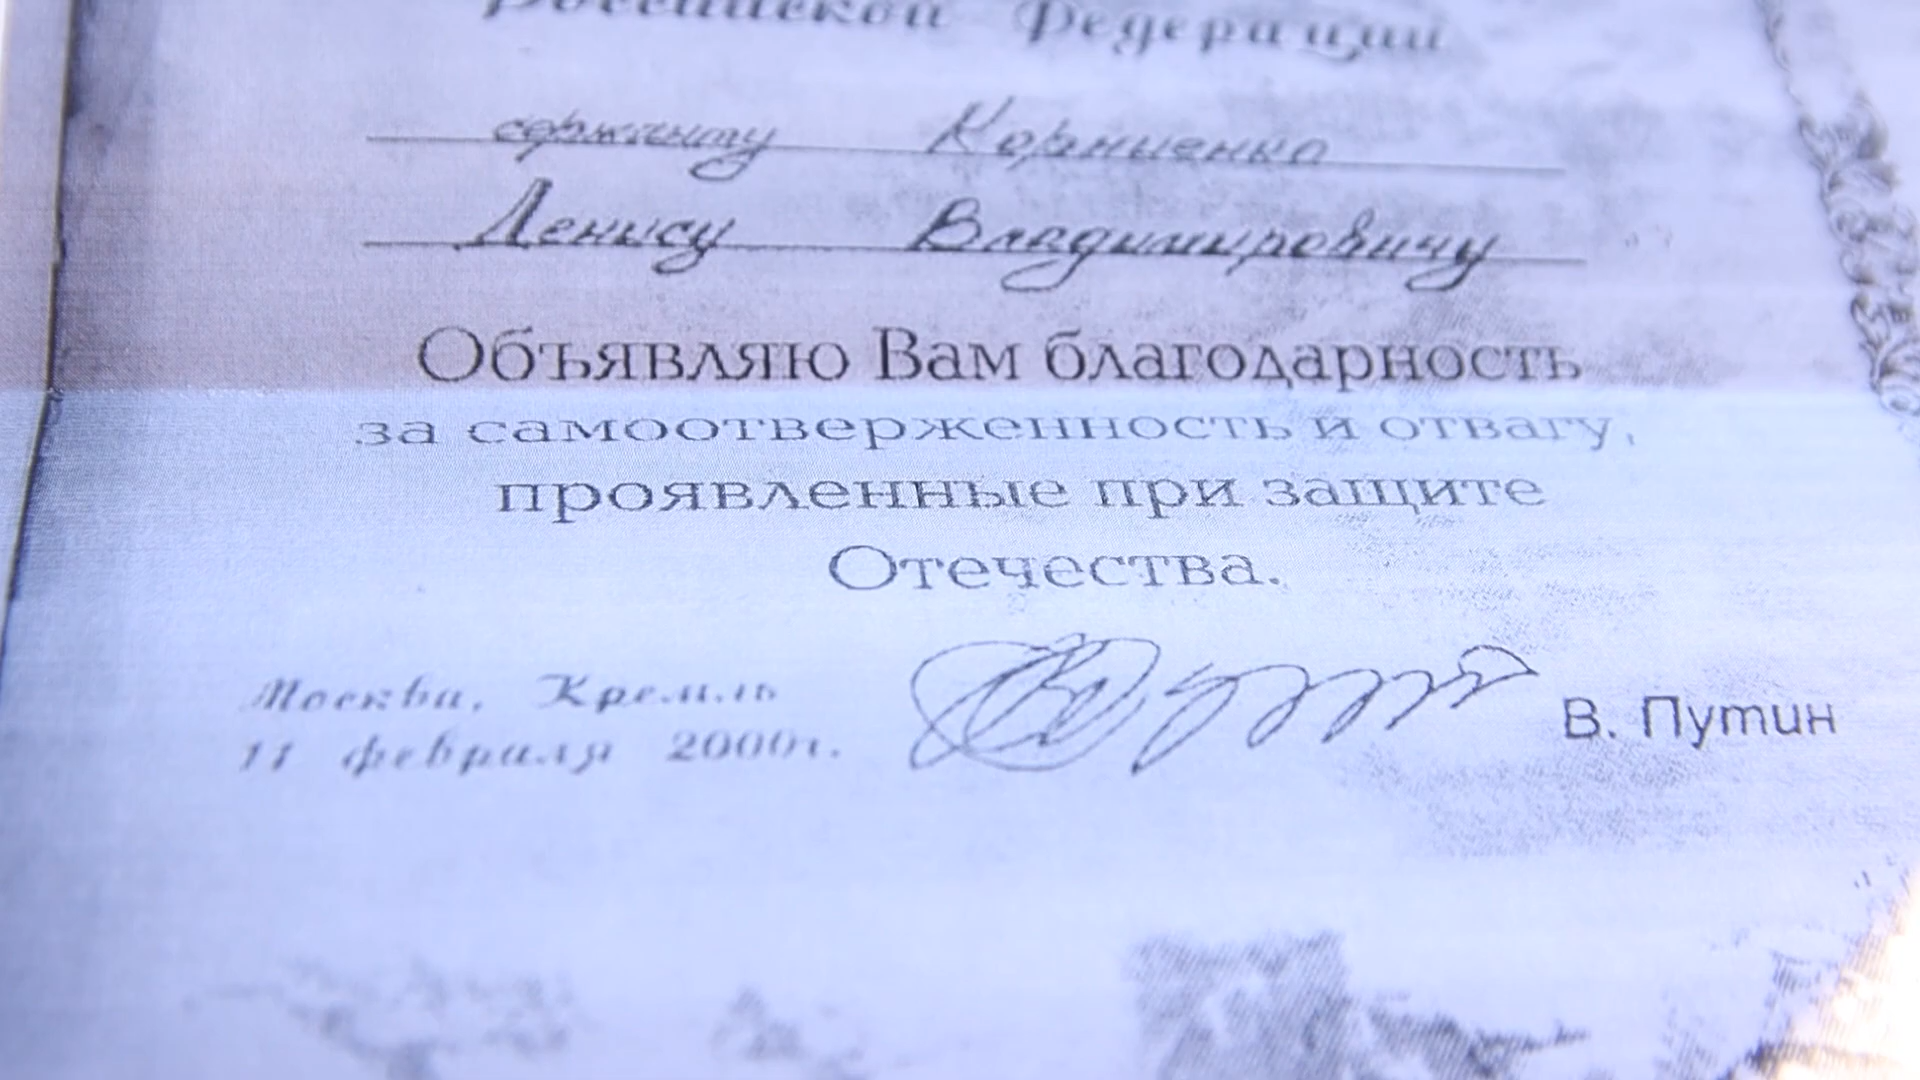 Российской Федерации
сержанту Корниенко
Денису Владимировичу
Объявляю Вам благодарность
за самоотверженность и отвагу,
проявленные при защите
Отечества.
Москва, Кремль
11 февраля 2000г.
В. Путин